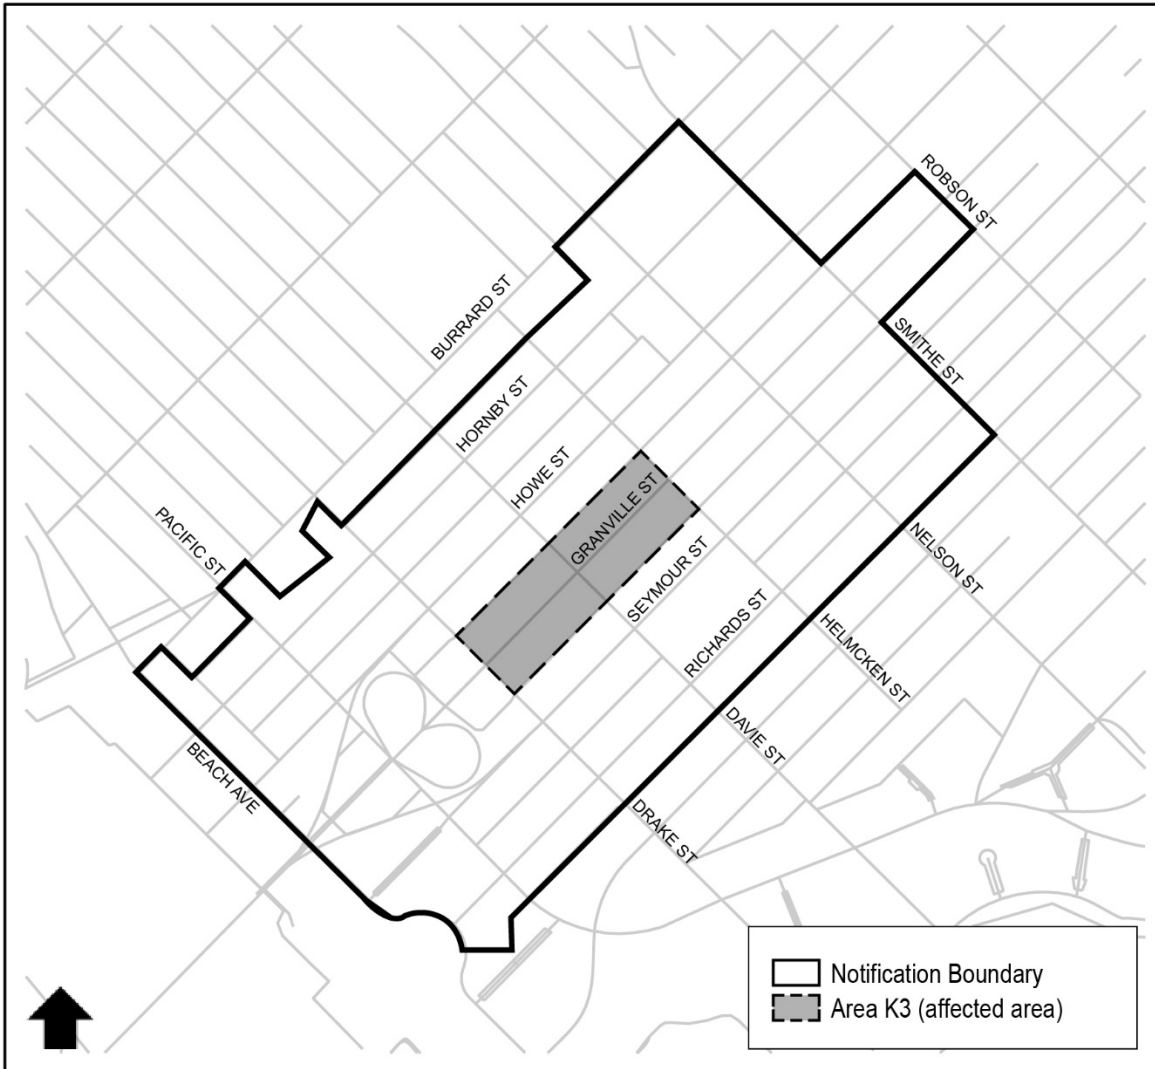 ROBSON ST
BURRARD ST
SMITHE ST
HORNBY ST
HOWE ST
GRANVILLE ST
PACIFIC ST
SEYMOUR ST
NELSON ST
RICHARDS ST
HELMCKEN ST
DAVIE ST
BEACH AVE
DRAKE ST
Notification Boundary
Area K3 (affected area)